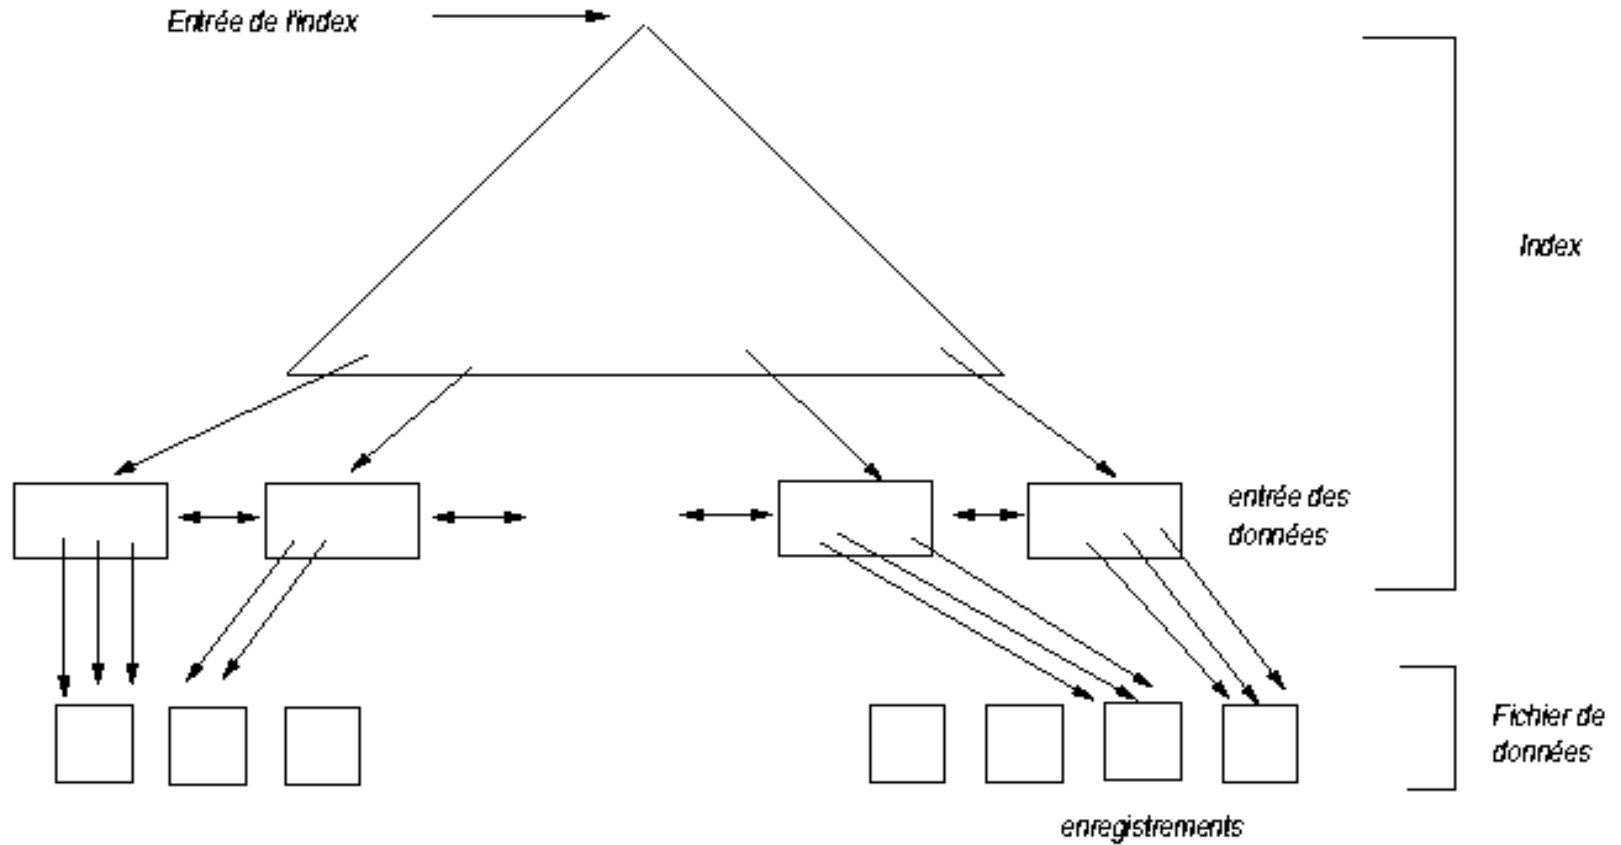 Entrée de l'index
Index
entrée des
données
Fichier de
données
enregistrements